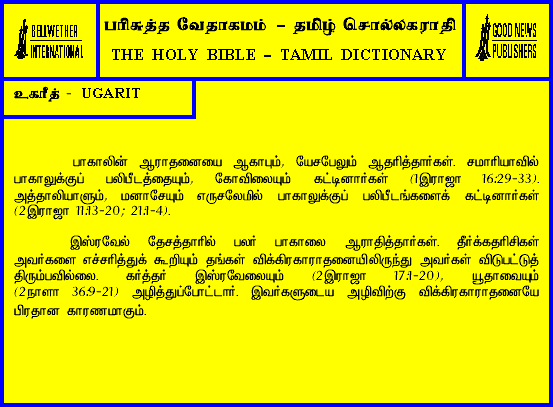 BELLWETHER
INTERNATIONAL
பரிசுத்த வேதாகமம் – தமிழ் சொல்லகராதி
THE HOLY BIBLE – TAMIL DICTIONARY
GOOD NEWS
PUBLISHERS
உகரீத் - UGARIT
பாகாலின் ஆராதனையை ஆகாபும், யேசபேலும் ஆதரித்தார்கள். சமாரியாவில்
பாகாலுக்குப் பலிபீடத்தையும், கோவிலையும் கட்டினார்கள் (1இராஜா 16:29-33).
அத்தாலியாளும், மனாசேயும் எருசலேமில் பாகாலுக்குப் பலிபீடங்களைக் கட்டினார்கள்
(2இராஜா 11:13-20; 21:1-4).
இஸ்ரவேல் தேசத்தாரில் பலர் பாகாலை ஆராதித்தார்கள். தீர்க்கதரிசிகள்
அவர்களை எச்சரித்துக் கூறியும் தங்கள் விக்கிரகாராதனையிலிருந்து அவர்கள் விடுபட்டுத்
திரும்பவில்லை. கர்த்தர் இஸ்ரவேலையும் (2இராஜா 17:1-20), யூதாவையும்
(2நாளா 36:9-21) அழித்துப்போட்டார். இவர்களுடைய அழிவிற்கு விக்கிரகாராதனையே
பிரதான காரணமாகும்.